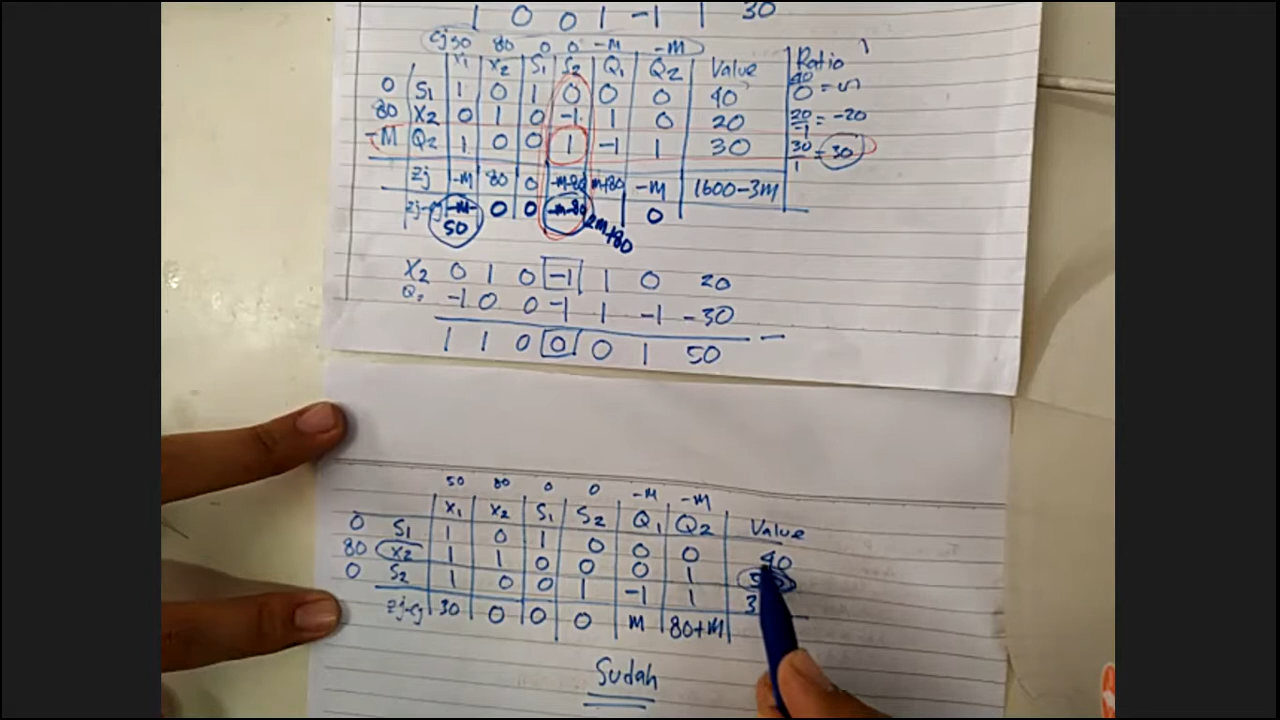 1 0 0 1 -1 1 30
Cj 50 80 0 0 -M -M
X1 X2 S1 S2 Q1 Q2 Value Ratio
0 S1 1 0 1 0 0 0 40 40/0 = ∽
80 X2 0 1 0 -1 1 0 20 20/-1 = -20
-M Q2 1 0 0 1 -1 1 30 30/1 = 30
Zj -M 80 0 -M-80 M+80 -M 1600-3M
Zj-Cj -M-50 0 0 -M-80 2M+80 0
X2 0 1 0 -1 1 0 20
-1 0 0 -1 1 -1 -30
1 1 0 0 0 1 50
50 80 0 0 -M -M
X1 X2 S1 S2 Q1 Q2 Value
0 S1 1 0 1 0 0 0 40
80 X2 1 1 0 0 0 1
0 S2 1 0 0 1 -1 1
Zj-Cj 30 0 0 0 M 80+M
Sudah